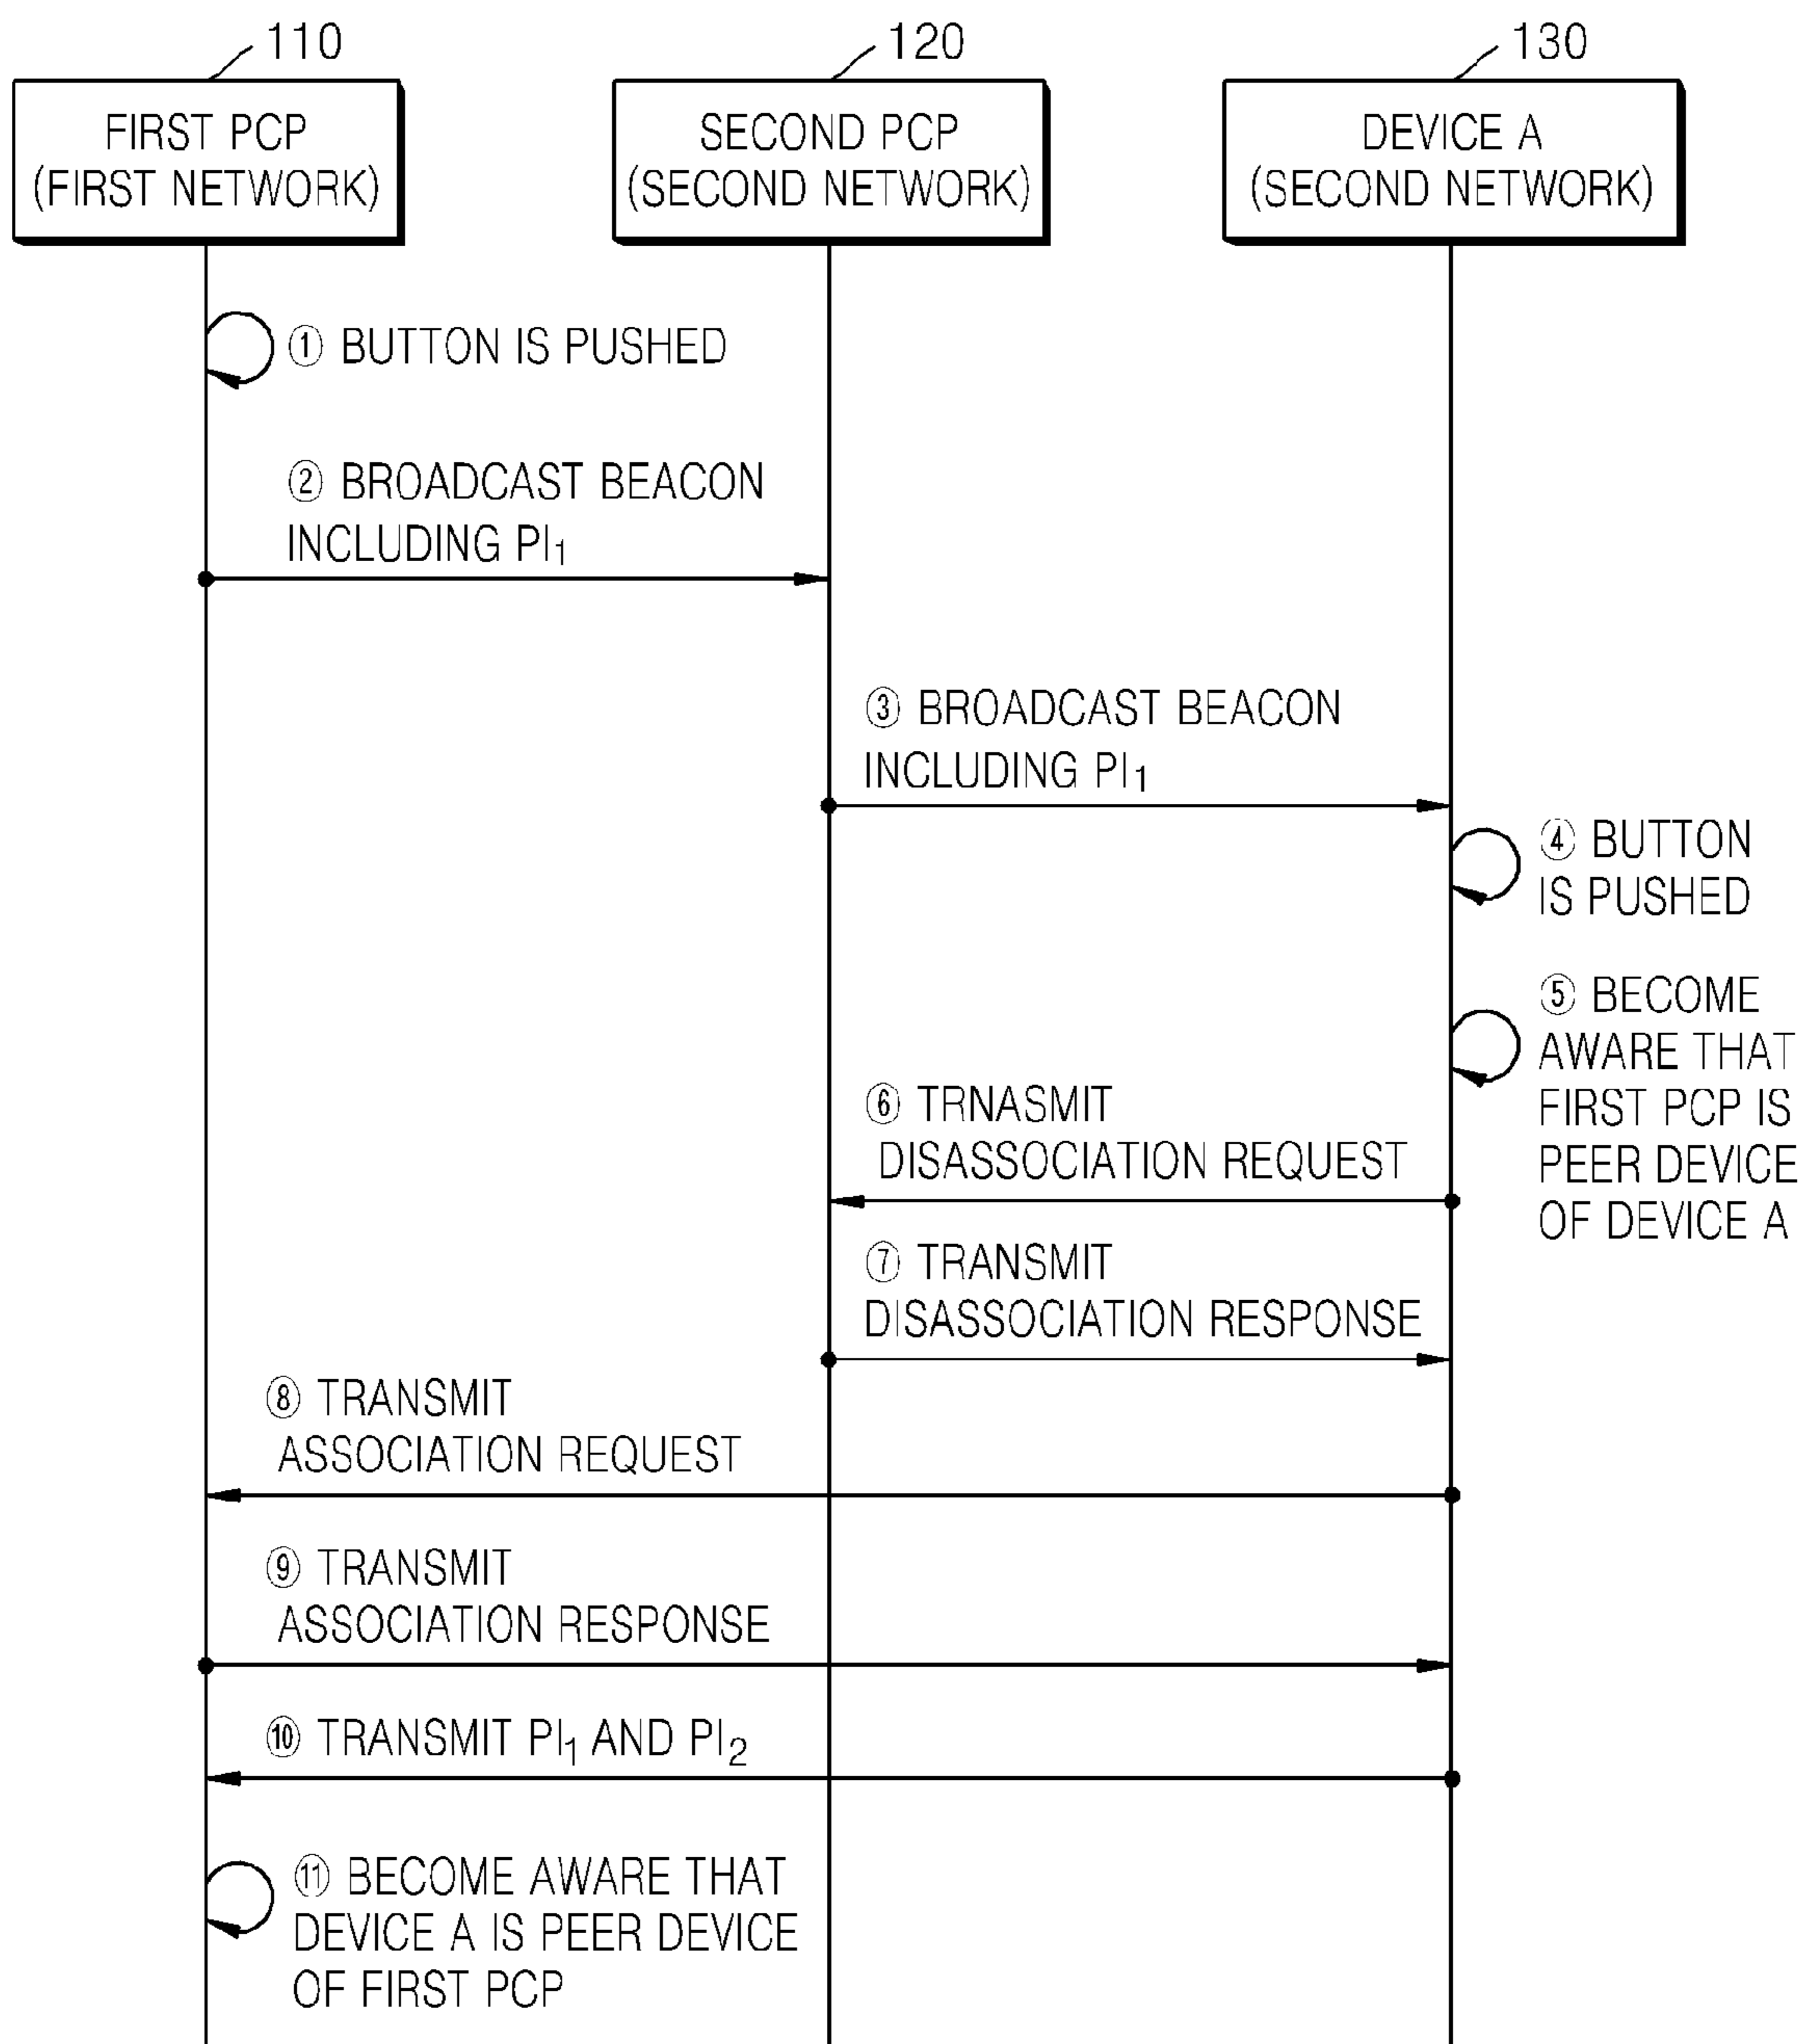 110
120
130
FIRST PCP
(FIRST NETWORK)
SECOND PCP
(SECOND NETWORK)
DEVICE A
(SECOND NETWORK)
① BUTTON IS PUSHED
② BROADCAST BEACON
INCLUDING PI₁
③ BROADCAST BEACON
INCLUDING PI₁
④ BUTTON
IS PUSHED
⑤ BECOME
AWARE THAT
FIRST PCP IS
PEER DEVICE
OF DEVICE A
⑥ TRNASMIT
DISASSOCIATION REQUEST
⑦ TRANSMIT
DISASSOCIATION RESPONSE
⑧ TRANSMIT
ASSOCIATION REQUEST
⑨ TRANSMIT
ASSOCIATION RESPONSE
⑩ TRANSMIT PI₁ AND PI₂
⑪ BECOME AWARE THAT
DEVICE A IS PEER DEVICE
OF FIRST PCP